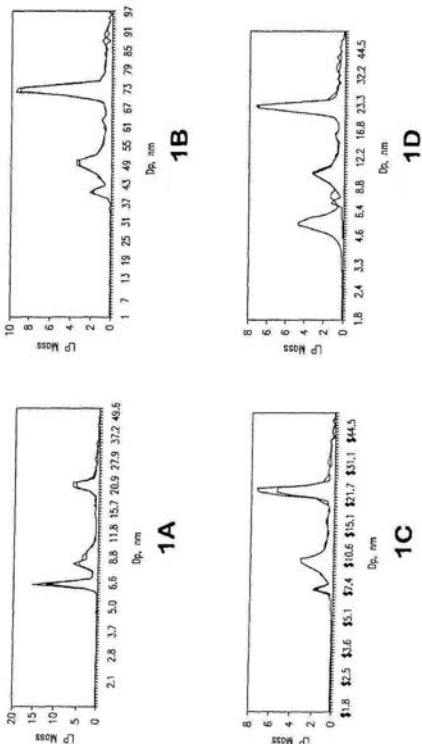 20
15
10
5
0
LP Mass
2.1 2.8 3.7 5.0 6.6 8.8 11.8 15.7 20.9 27.9 37.2 49.6
Dp, nm
1A
10
8
6
4
2
0
LP Mass
1 7 13 19 25 31 37 43 49 55 61 67 73 79 85 91 97
Dp, nm
1B
8
6
4
2
0
LP Mass
$1.8 $2.5 $3.6 $5.1 $7.4 $10.6 $15.1 $21.7 $31.1 $44.5
Dp, nm
1C
8
6
4
2
0
LP Mass
1.8 2.4 3.3 4.6 6.4 8.8 12.2 16.8 23.3 32.2 44.5
Dp, nm
1D